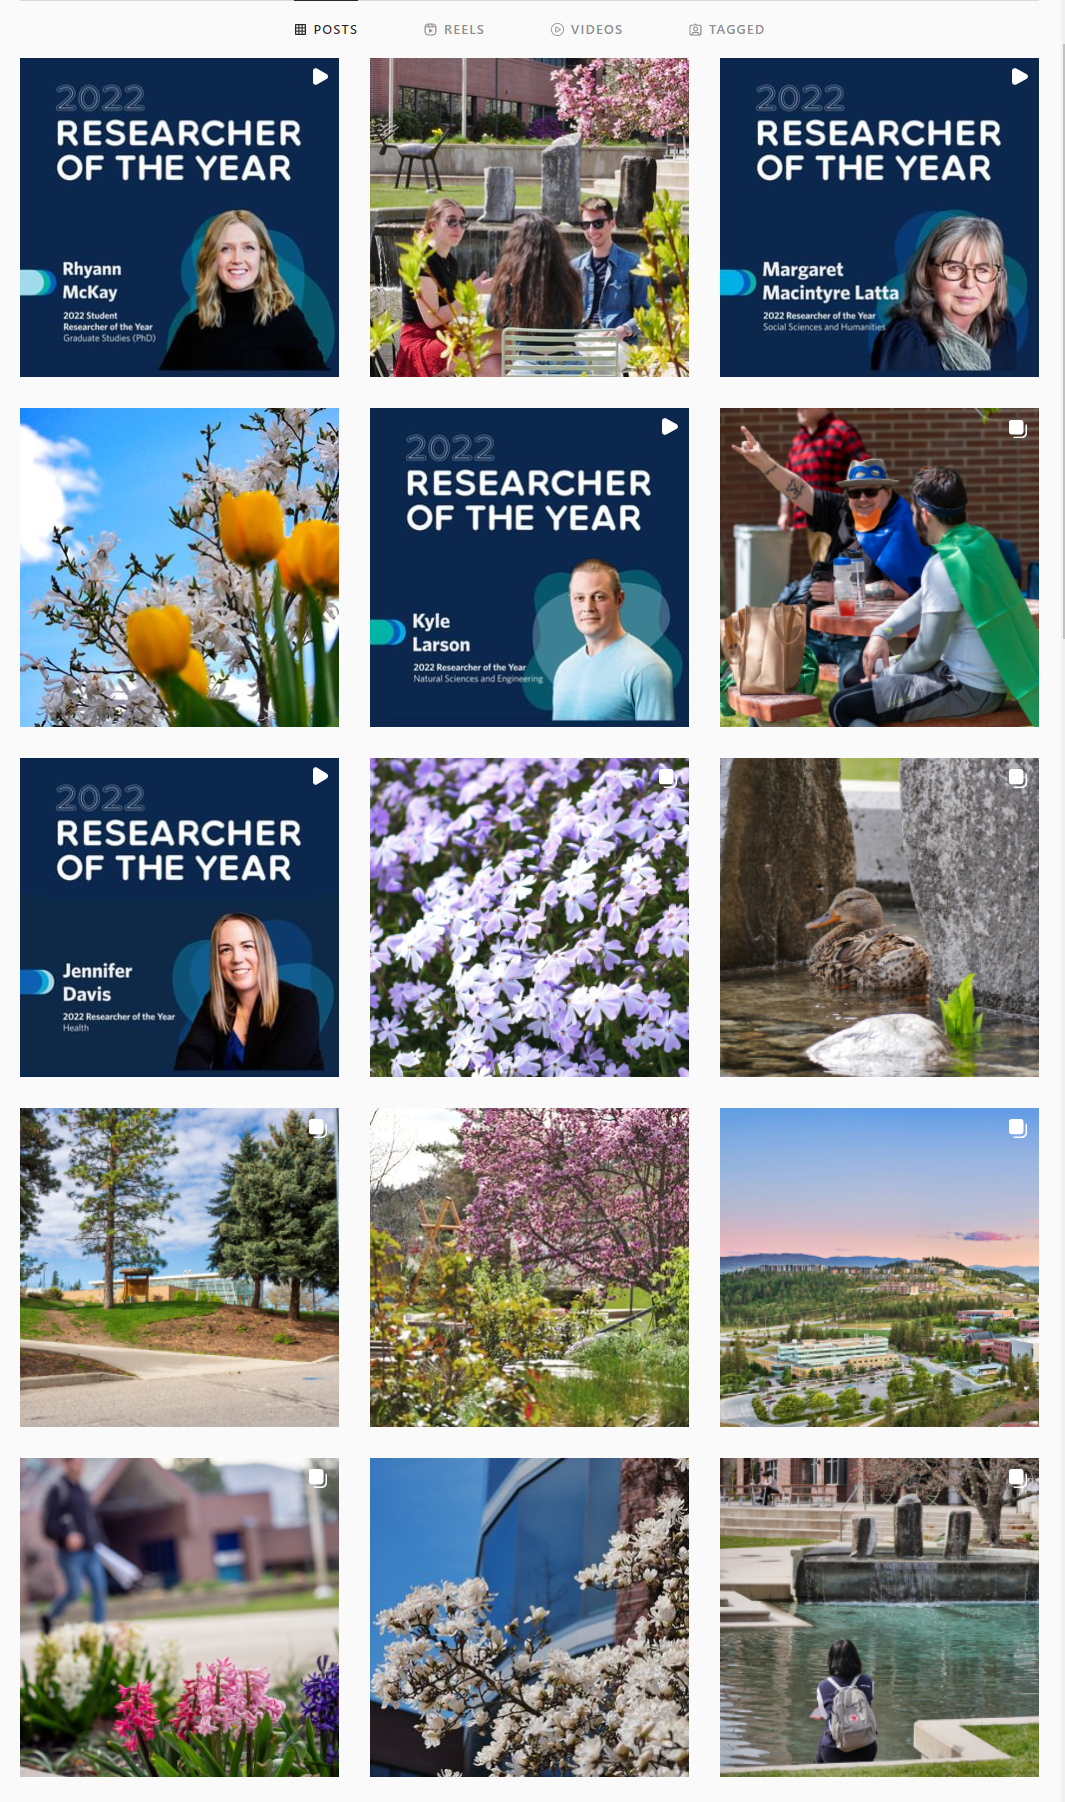 POSTS
REELS
VIDEOS
TAGGED
2022
RESEARCHER
OF THE YEAR
Rhyann
McKay
2022 Student
Researcher of the Year
Graduate Studies (PhD)
2022
RESEARCHER
OF THE YEAR
Margaret
Macintyre Latta
2022 Researcher of the Year
Social Sciences and Humanities
2022
RESEARCHER
OF THE YEAR
Kyle
Larson
2022 Researcher of the Year
Natural Sciences and Engineering
2022
RESEARCHER
OF THE YEAR
Jennifer
Davis
2022 Researcher of the Year
Health